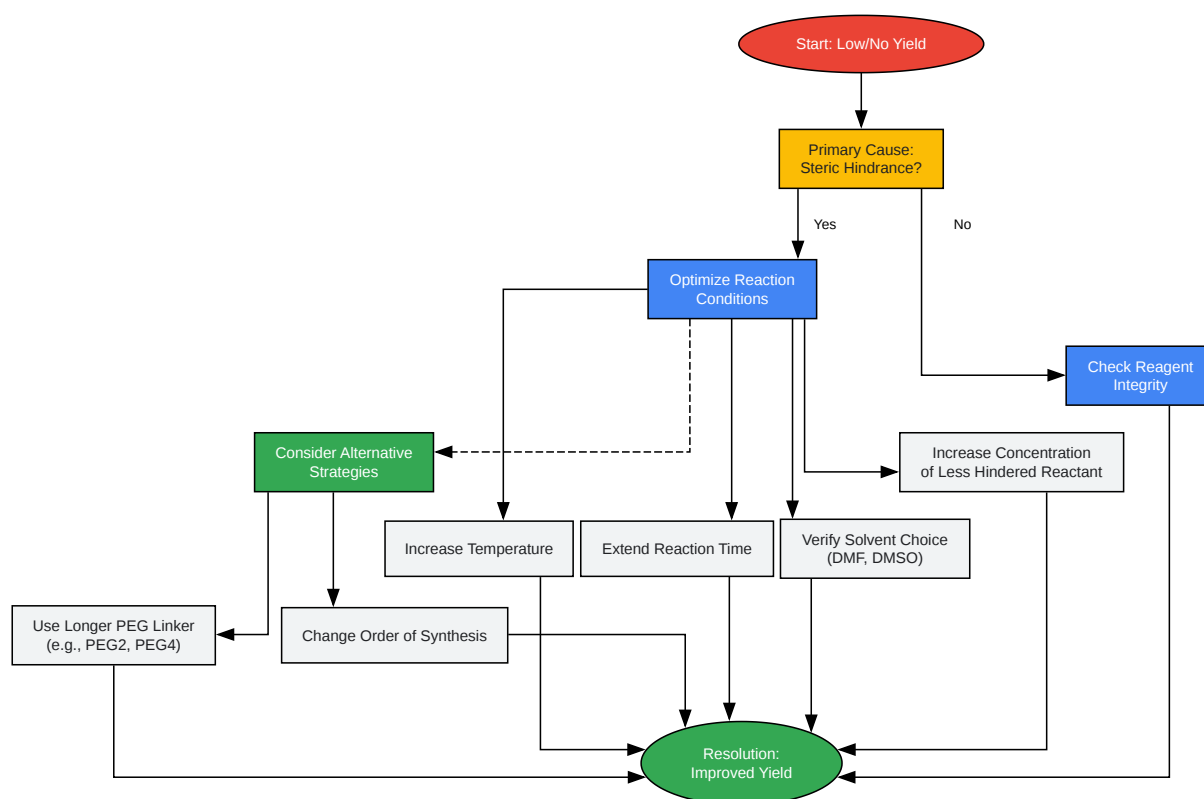 Start: Low/No Yield
Primary Cause:
Steric Hindrance?
Yes
No
Optimize Reaction
Conditions
Check Reagent
Integrity
Consider Alternative
Strategies
Increase Concentration
of Less Hindered Reactant
Increase Temperature
Extend Reaction Time
Verify Solvent Choice
(DMF, DMSO)
Use Longer PEG Linker
(e.g., PEG2, PEG4)
Change Order of Synthesis
Resolution:
Improved Yield